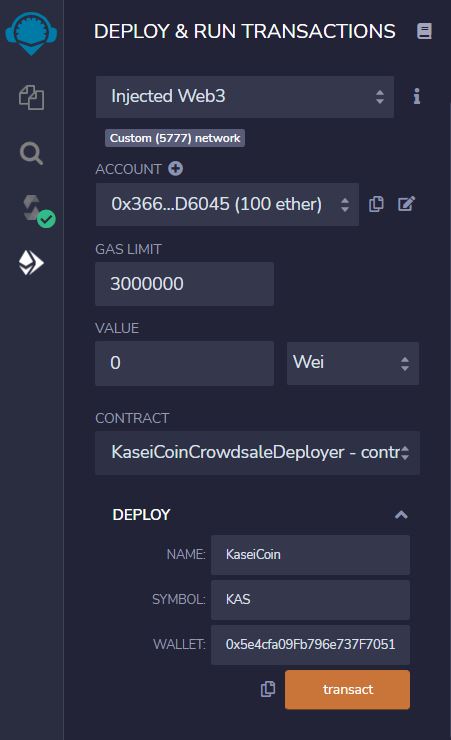 DEPLOY & RUN TRANSACTIONS
Injected Web3
Custom (5777) network
ACCOUNT
0x366...D6045 (100 ether)
GAS LIMIT
3000000
VALUE
0 Wei
CONTRACT
KaseiCoinCrowdsaleDeployer - contr
DEPLOY
NAME: KaseiCoin
SYMBOL: KAS
WALLET: 0x5e4cfa09Fb796e737F7051
transact